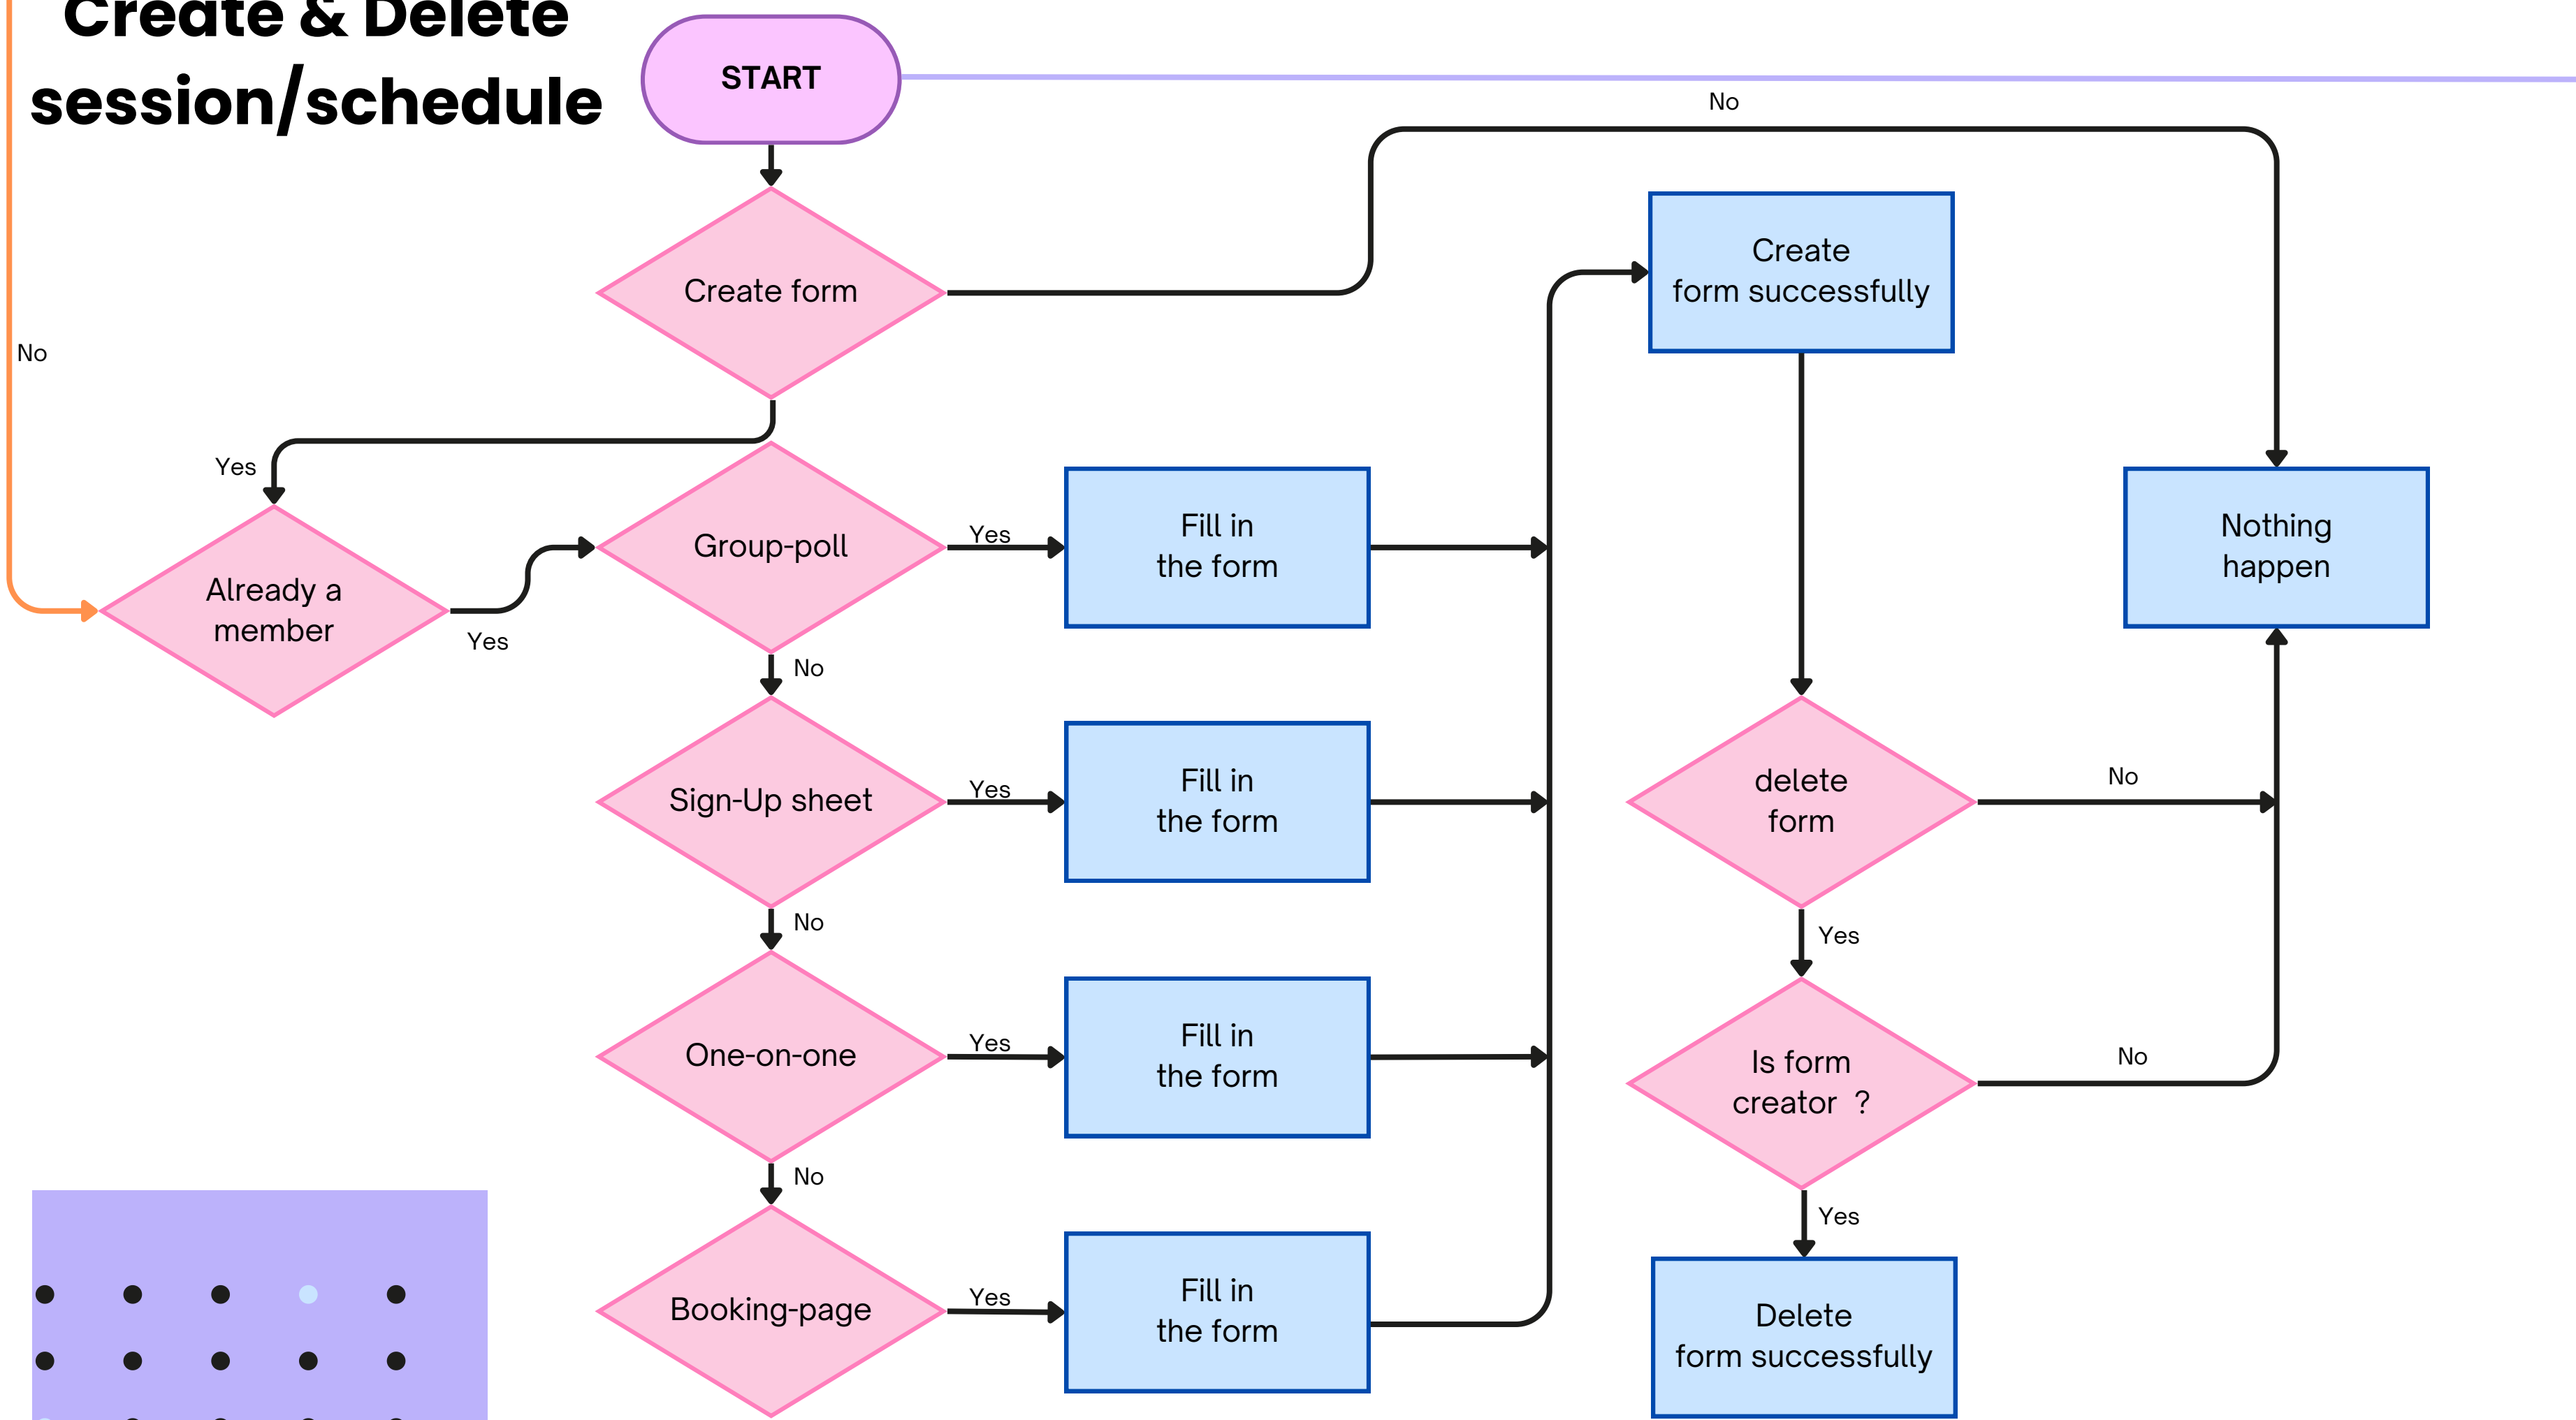 Create & Delete
session/schedule
START
No
Create form
Create
form successfully
No
Yes
Already a
member
Yes
Group-poll
Yes
Fill in
the form
Nothing
happen
No
Sign-Up sheet
Yes
Fill in
the form
delete
form
No
No
Yes
One-on-one
Yes
Fill in
the form
Is form
creator ?
No
No
Yes
Booking-page
Yes
Fill in
the form
Delete
form successfully